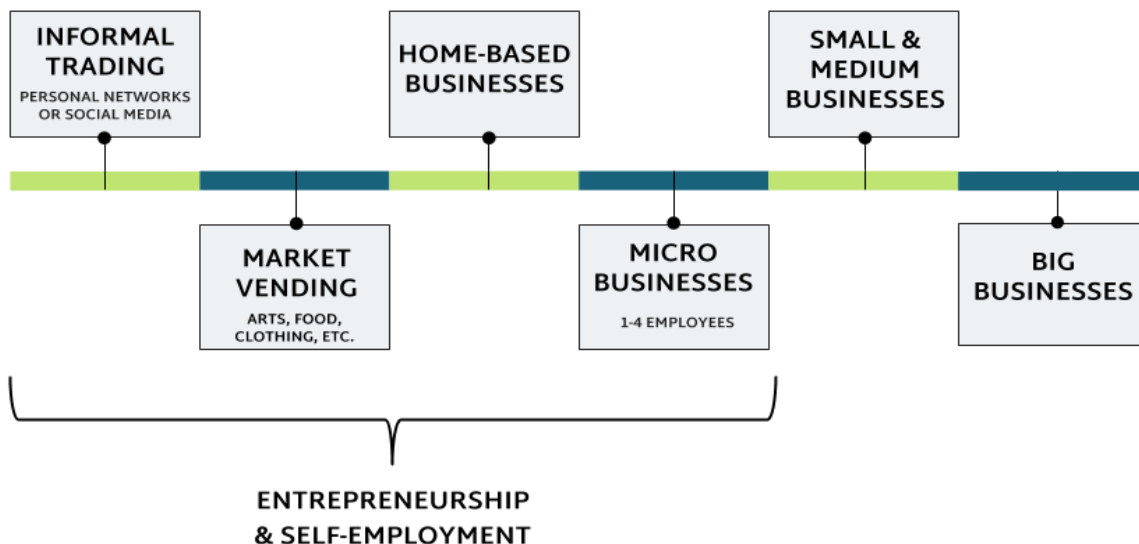 INFORMAL
TRADING
PERSONAL NETWORKS
OR SOCIAL MEDIA
HOME-BASED
BUSINESSES
SMALL &
MEDIUM
BUSINESSES
MARKET
VENDING
ARTS, FOOD,
CLOTHING, ETC.
MICRO
BUSINESSES
1-4 EMPLOYEES
BIG
BUSINESSES
ENTREPRENEURSHIP
& SELF-EMPLOYMENT